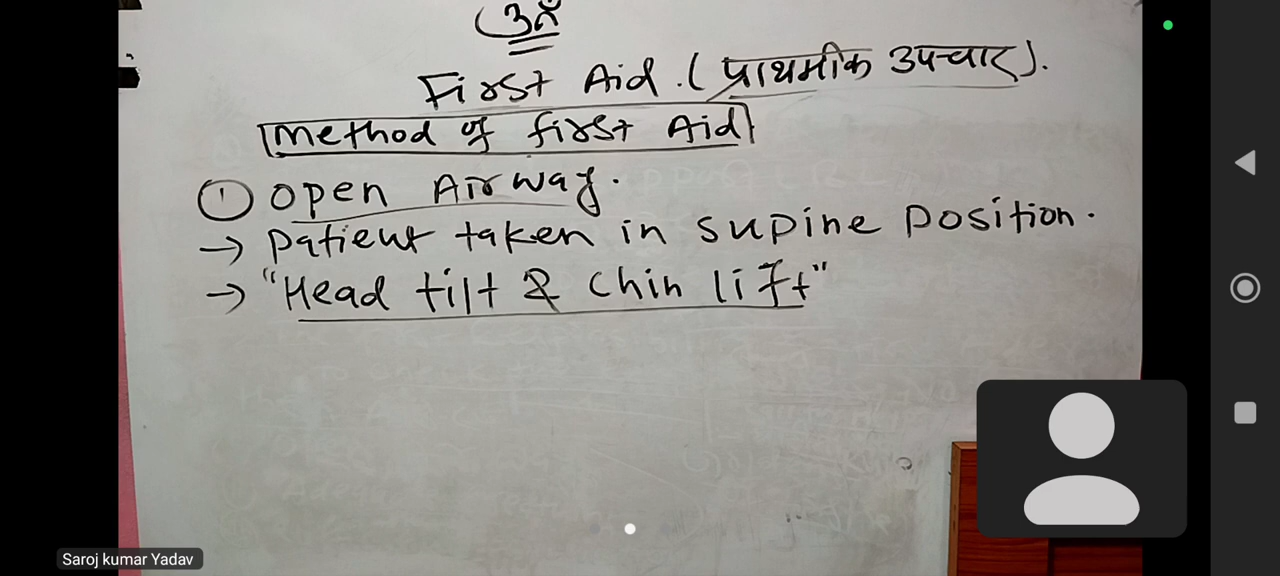 ॐ
First Aid. (प्राथमीक उपचार).
Method of first Aid
① open Airway.
→ patient taken in supine position.
→ "Head tilt & chin lift"
Saroj kumar Yadav